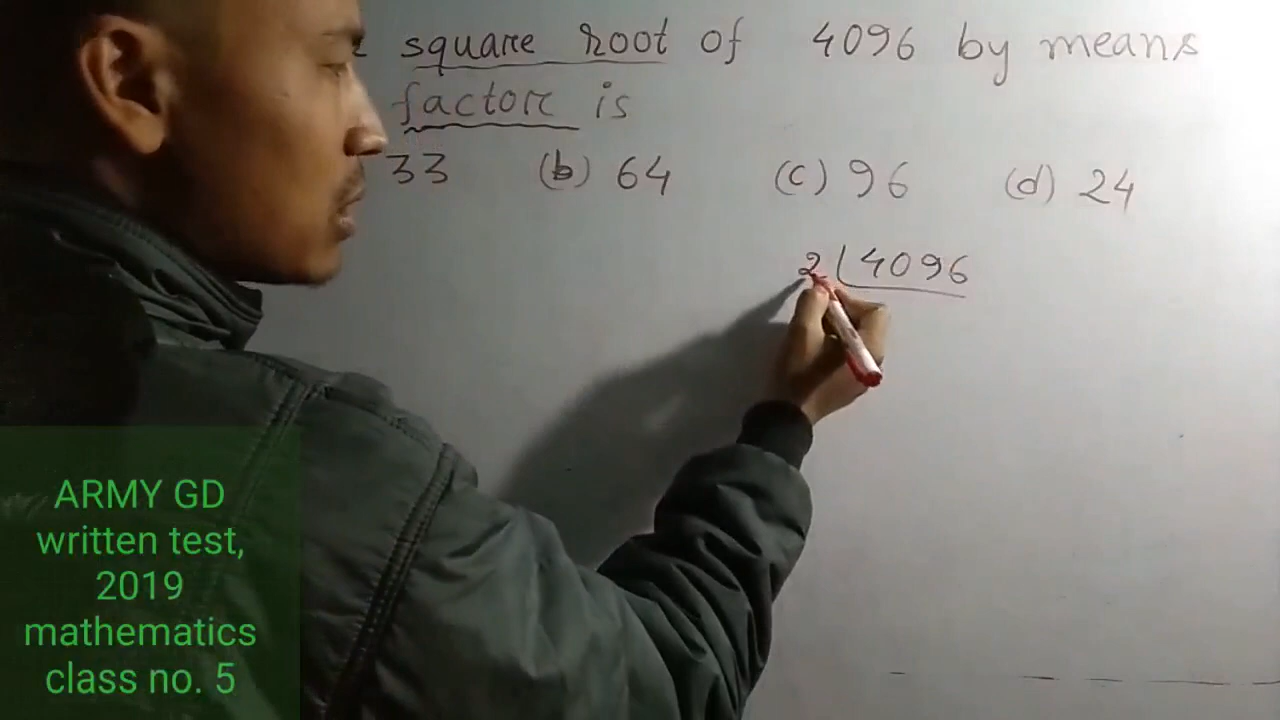 square root of 4096 by means
factor is
33 (b) 64 (c) 96 (d) 24
2 4096
ARMY GD
written test,
2019
mathematics
class no. 5